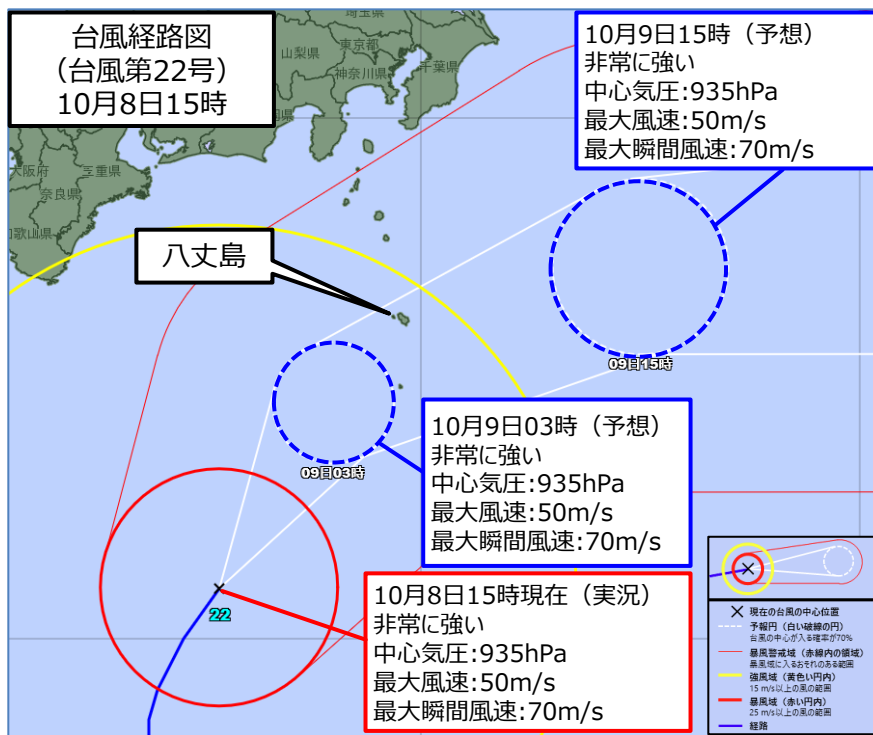 台風経路図
（台風第22号）
10月8日15時
10月9日15時（予想）
非常に強い
中心気圧:935hPa
最大風速:50m/s
最大瞬間風速:70m/s
埼玉県
山梨県
東京都
神奈川県
千葉県
大阪府
三重県
奈良県
和歌山県
八丈島
09日15時
09日03時
10月9日03時（予想）
非常に強い
中心気圧:935hPa
最大風速:50m/s
最大瞬間風速:70m/s
22
10月8日15時現在（実況）
非常に強い
中心気圧:935hPa
最大風速:50m/s
最大瞬間風速:70m/s
現在の台風の中心位置
予報円（白い破線の円）
台風の中心が入る確率が70%
暴風警戒域（赤線内の領域）
暴風域に入るおそれのある範囲
強風域（黄色い円内）
15 m/s以上の風の範囲
暴風域（赤い円内）
25 m/s以上の風の範囲
経路